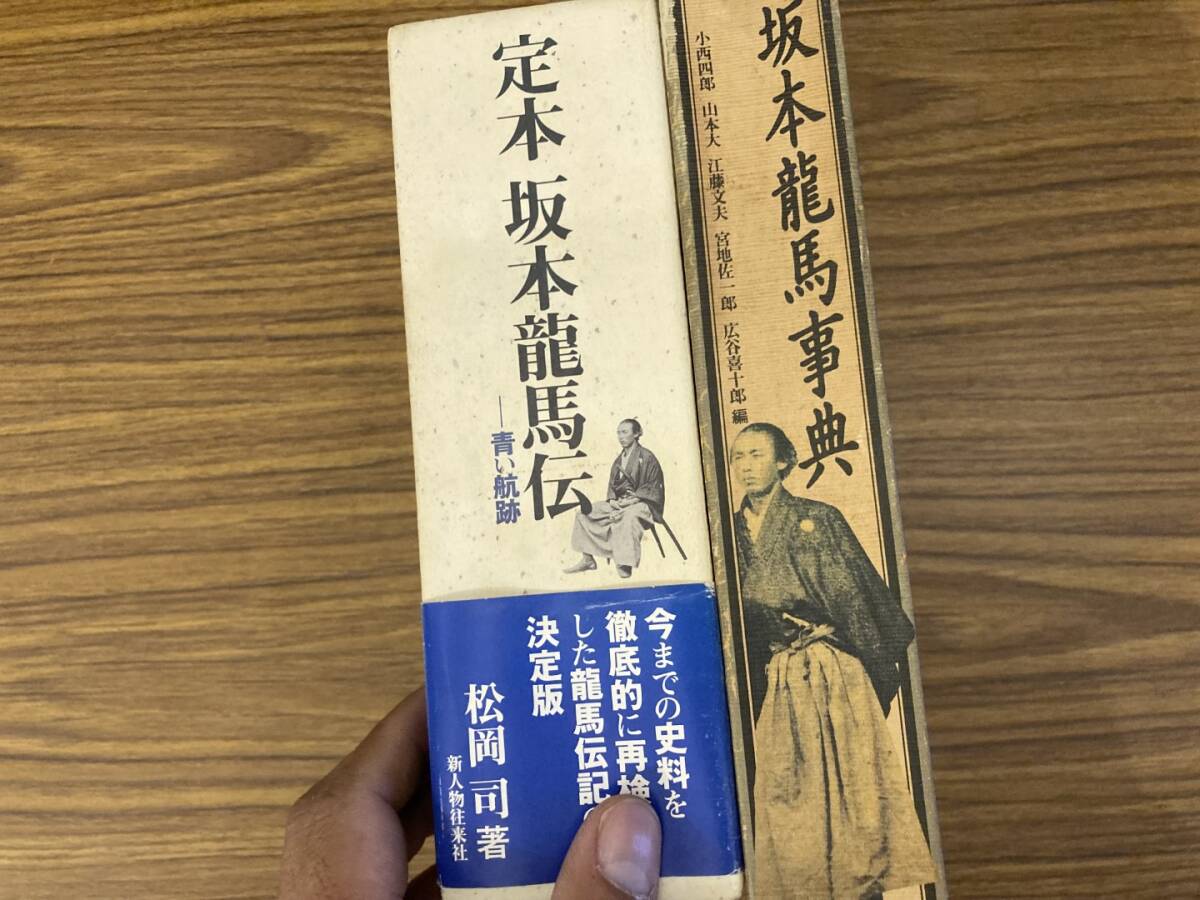 定本 坂本龍馬伝
―青い航跡
今までの史料を
徹底的に再検
した龍馬伝記の
決定版
松岡 司 著
新人物往来社
坂本龍馬事典
小西四郎 山本大 江藤文夫 宮地佐一郎 広谷喜十郎 編